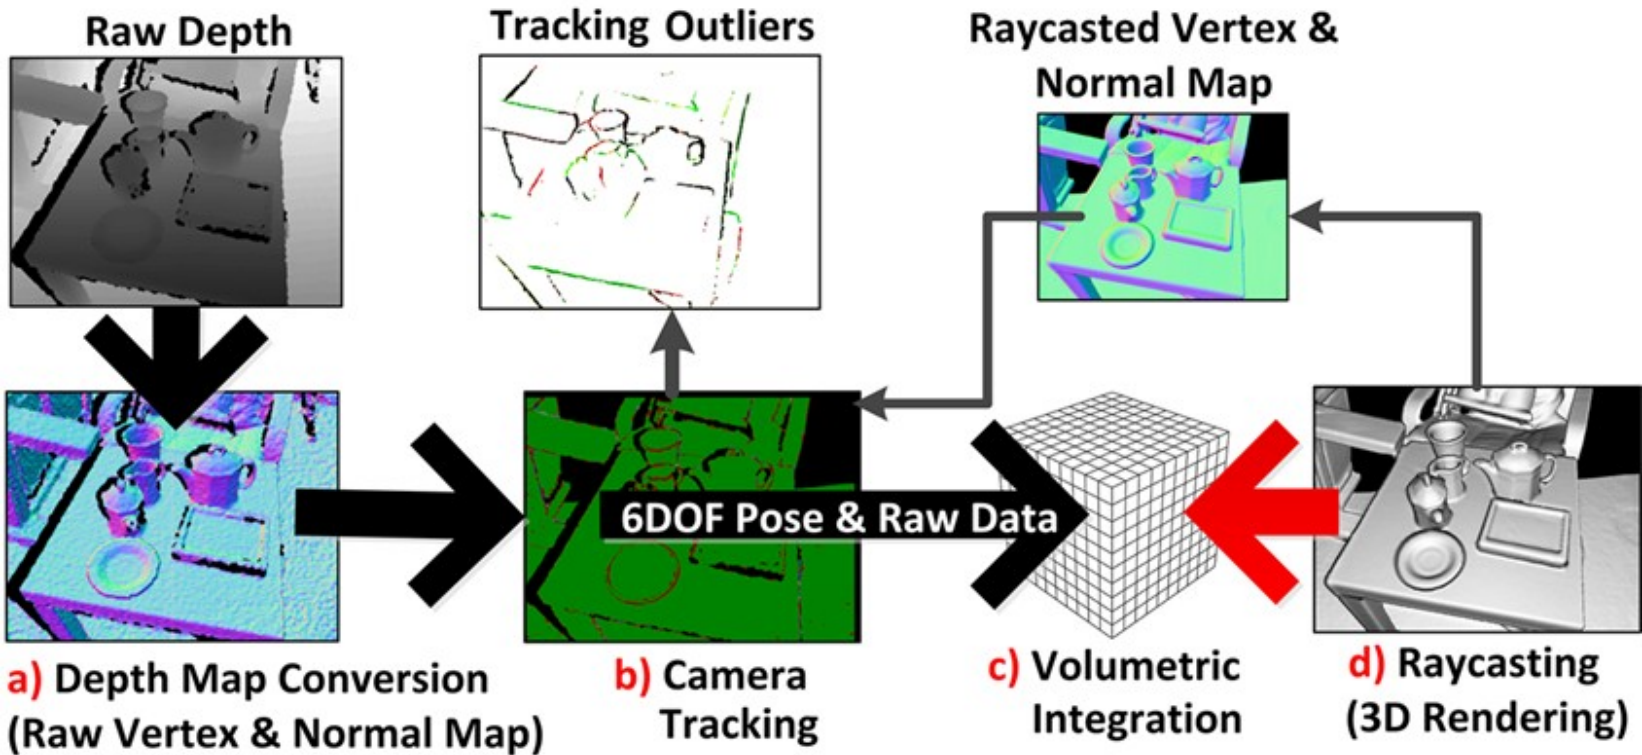 Raw Depth
Tracking Outliers
Raycasted Vertex &
Normal Map
6DOF Pose & Raw Data
a) Depth Map Conversion
(Raw Vertex & Normal Map)
b) Camera
Tracking
c) Volumetric
Integration
d) Raycasting
(3D Rendering)